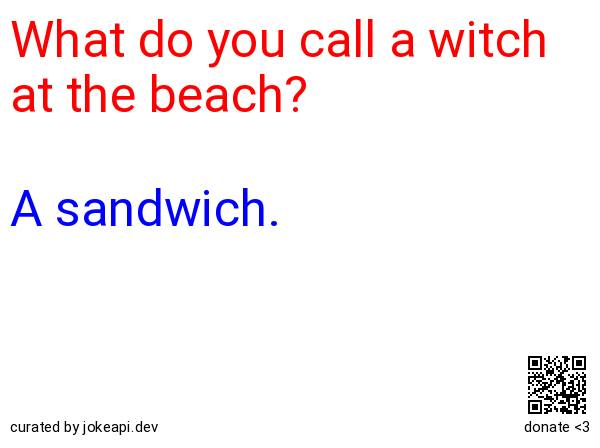 What do you call a witch
at the beach?
A sandwich.
curated by jokeapi.dev
donate <3